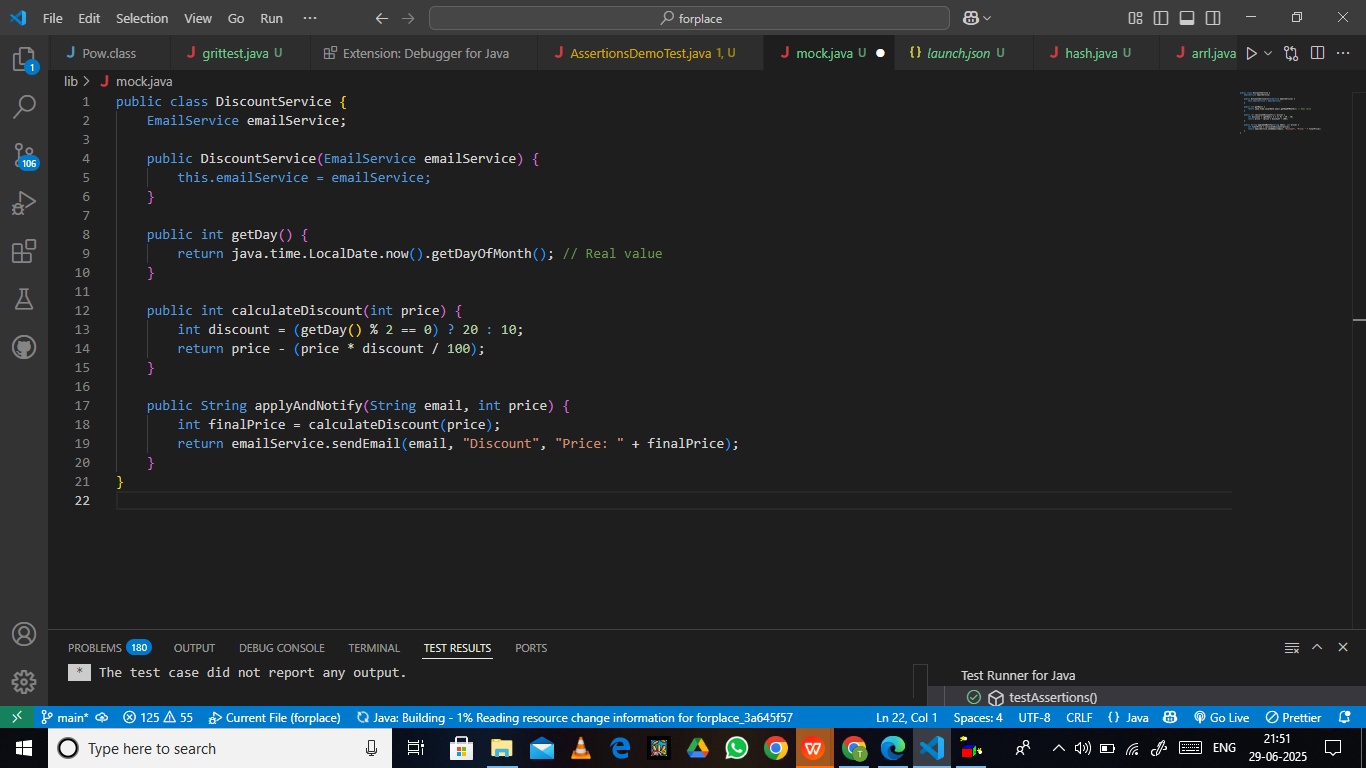 File Edit Selection View Go Run ··· forplace
Pow.class grittest.java U Extension: Debugger for Java AssertionsDemoTest.java 1, U mock.java U launch.json U hash.java U arrl.java
1
lib > mock.java
1 public class DiscountService {
2 EmailService emailService;
3
4 public DiscountService(EmailService emailService) {
5 this.emailService = emailService;
6 }
7
8 public int getDay() {
9 return java.time.LocalDate.now().getDayOfMonth(); // Real value
10 }
11
12 public int calculateDiscount(int price) {
13 int discount = (getDay() % 2 == 0) ? 20 : 10;
14 return price - (price * discount / 100);
15 }
16
17 public String applyAndNotify(String email, int price) {
18 int finalPrice = calculateDiscount(price);
19 return emailService.sendEmail(email, "Discount", "Price: " + finalPrice);
20 }
21 }
22
106
PROBLEMS 180 OUTPUT DEBUG CONSOLE TERMINAL TEST RESULTS PORTS
* The test case did not report any output.
Test Runner for Java
testAssertions()
main* 125 55 Current File (forplace) Java: Building - 1% Reading resource change information for forplace_3a645f57 Ln 22, Col 1 Spaces: 4 UTF-8 CRLF {} Java Go Live Prettier
Type here to search W T ENG 21:51
29-06-2025